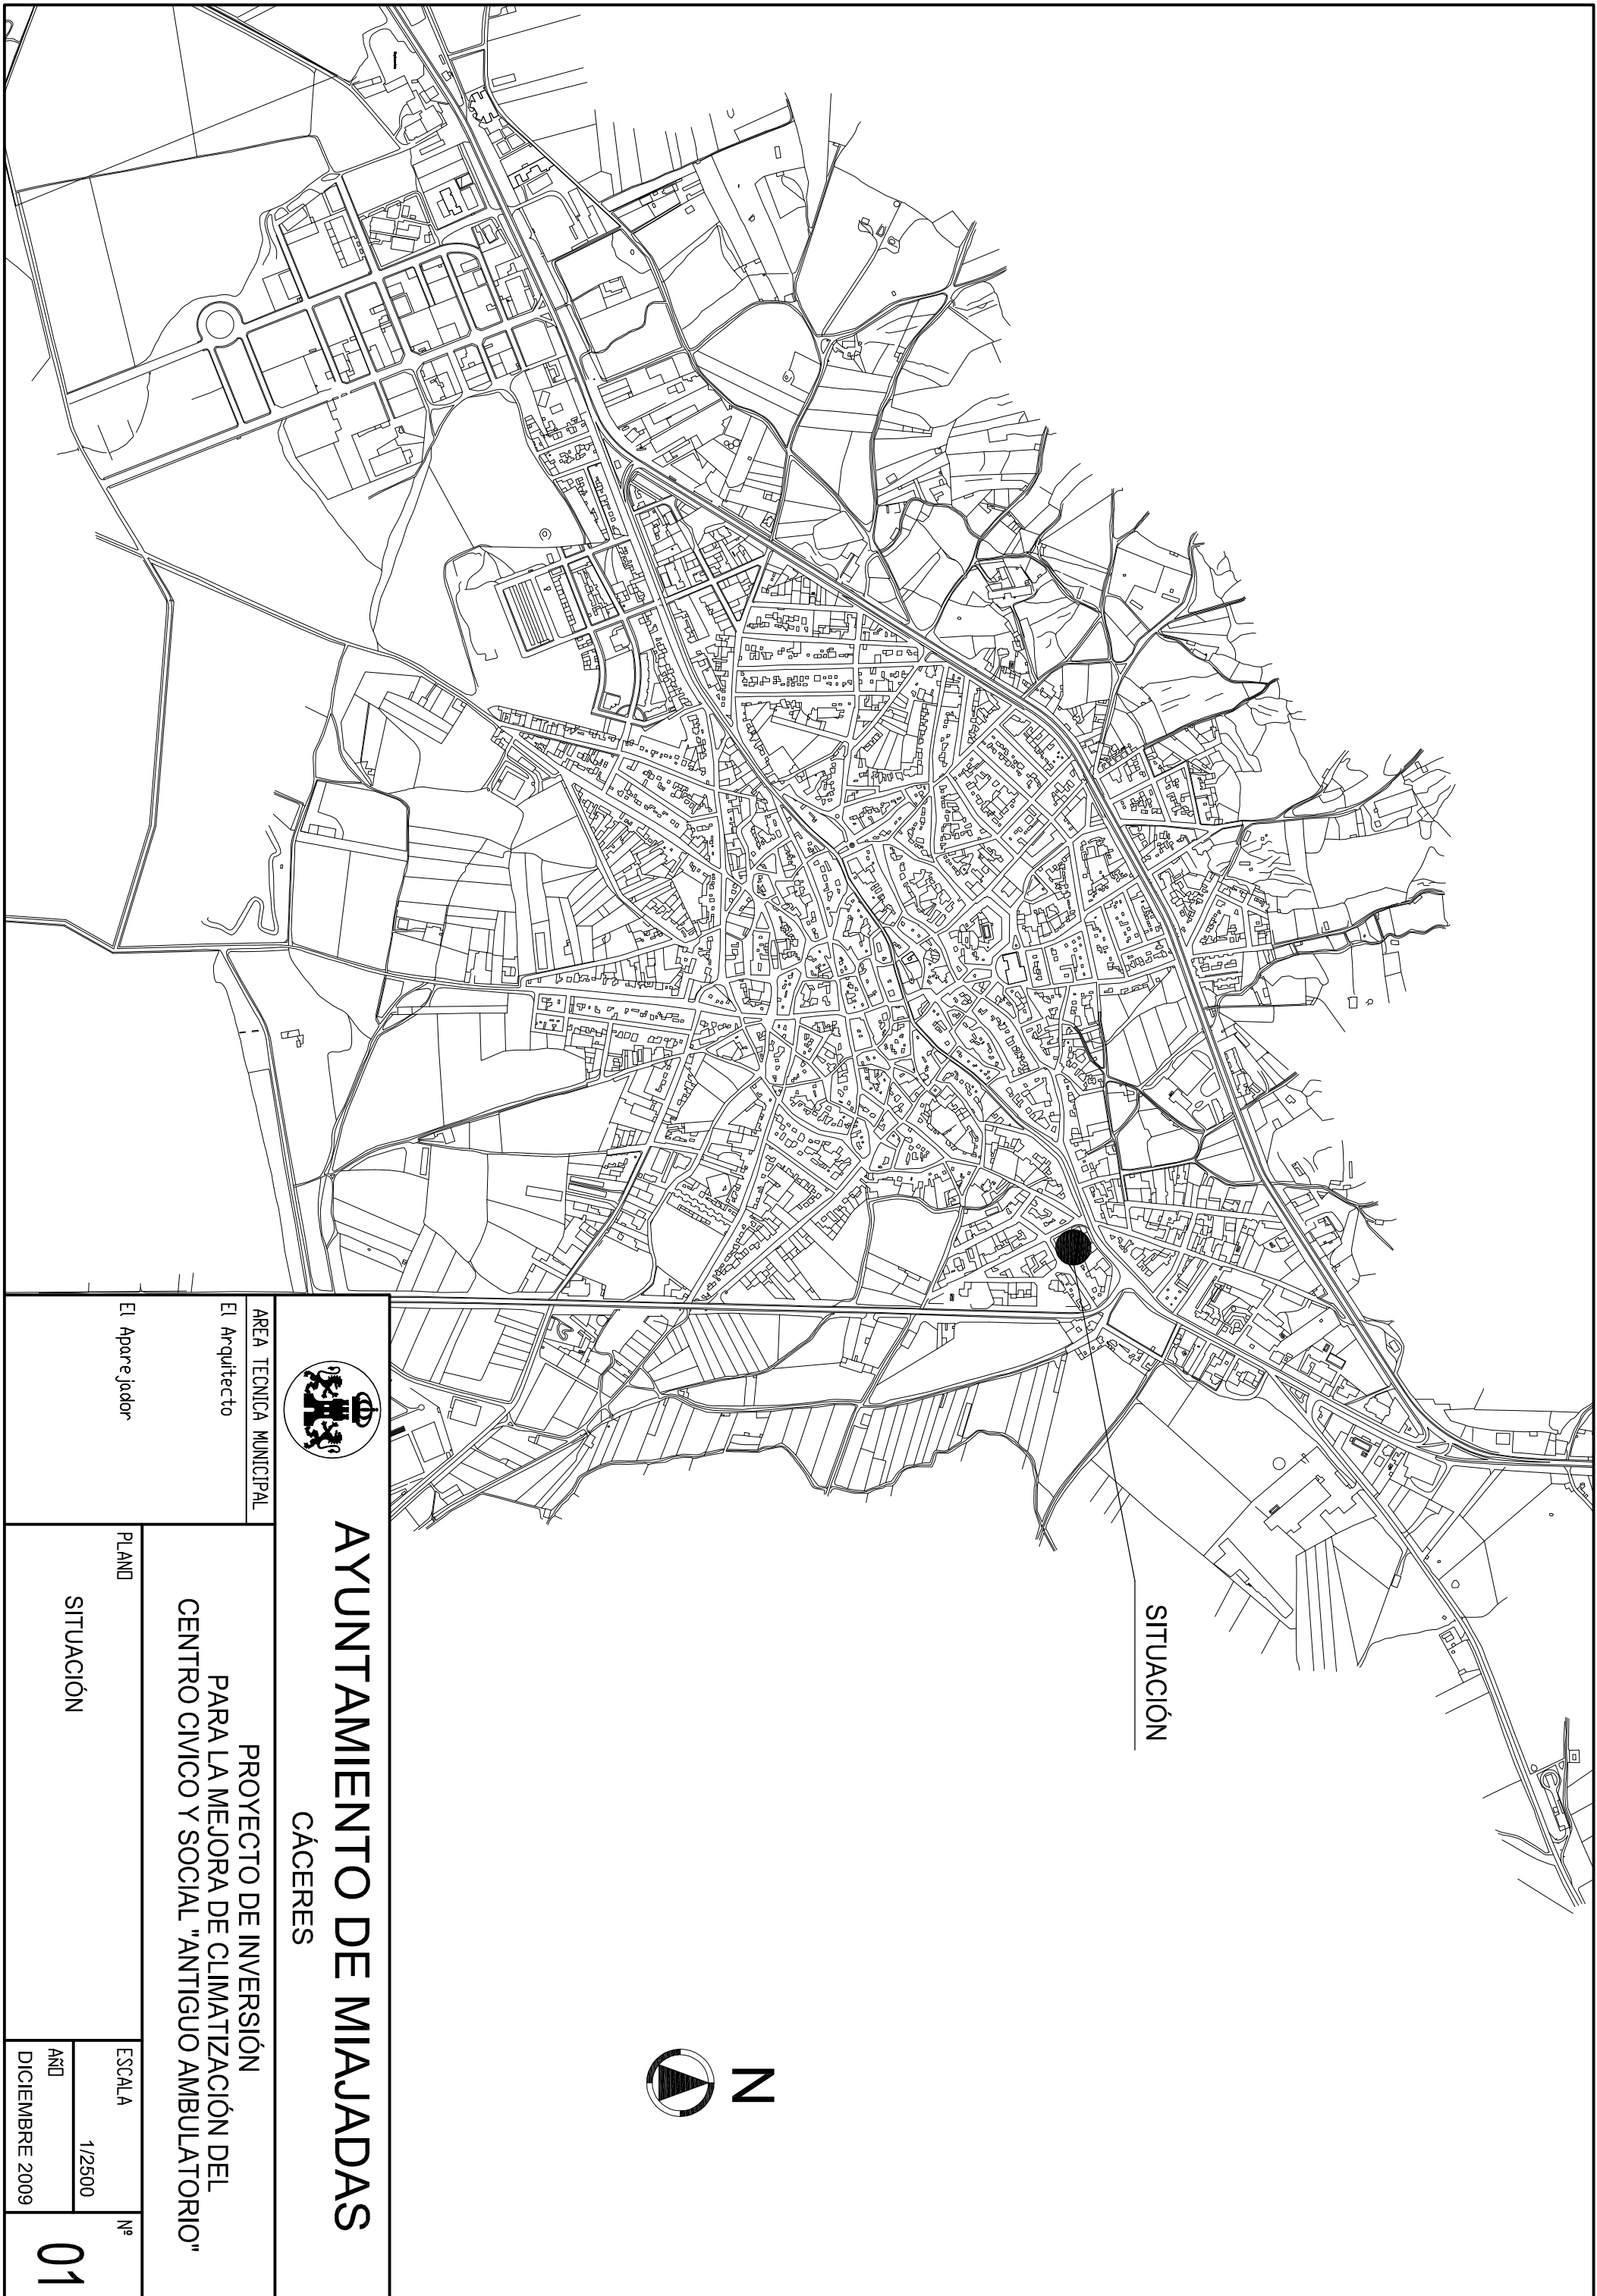 SITUACIÓN
N
AYUNTAMIENTO DE MIAJADAS
CÁCERES
AREA TECNICA MUNICIPAL
El Arquitecto
El Aparejador
PROYECTO DE INVERSIÓN
PARA LA MEJORA DE CLIMATIZACIÓN DEL
CENTRO CIVICO Y SOCIAL "ANTIGUO AMBULATORIO"
PLANO
SITUACIÓN
ESCALA
1/2500
AÑO
DICIEMBRE 2009
Nº
01